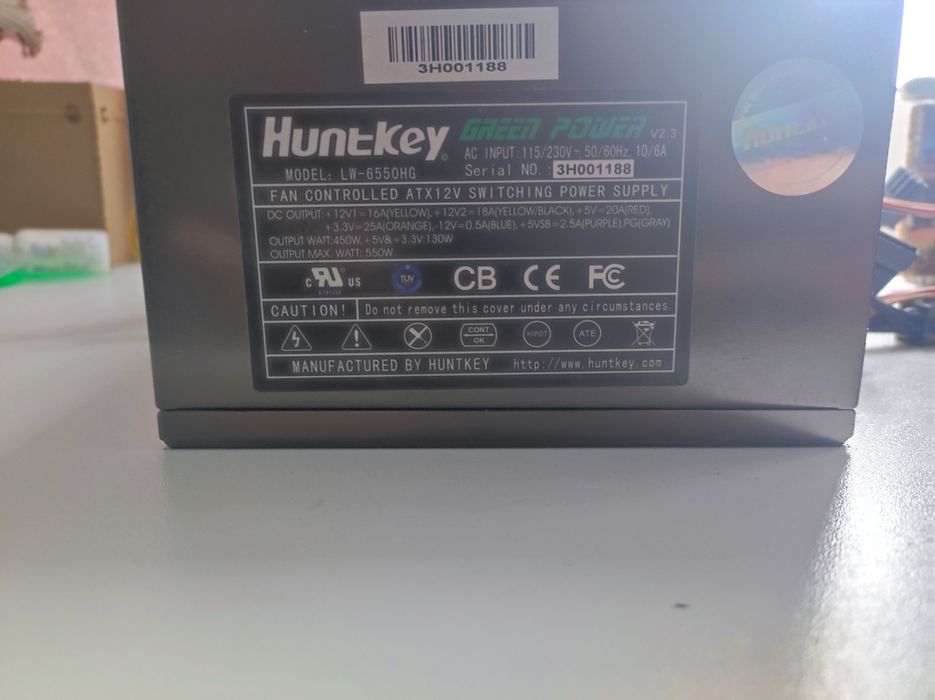 3H001188
Huntkey GREEN POWER V2.3
AC INPUT: 115/230V~ 50/60Hz, 10/6A
MODEL: LW-6550HG Serial NO.: 3H001188
FAN CONTROLLED ATX12V SWITCHING POWER SUPPLY
DC OUTPUT: +12V1=16A(YELLOW), +12V2=18A(YELLOW/BLACK), +5V=20A(RED),
+3.3V=25A(ORANGE),-12V=0.5A(BLUE), +5VSB=2.5A(PURPLE),PG(GRAY)
OUTPUT WATT:450W, +5V& +3.3V:130W
OUTPUT MAX. WATT: 550W
c UR US TUV CB CE FC
CAUTION! Do not remove this cover under any circumstances.
CONT OK HIPOT ATE
MANUFACTURED BY HUNTKEY http://www.huntkey.com